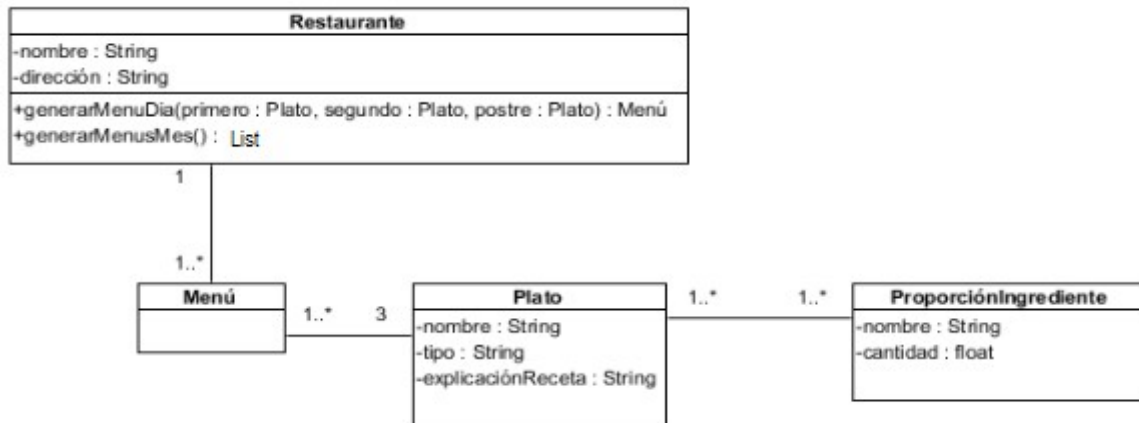 Restaurante
-nombre : String
-dirección : String
+generarMenuDia(primero : Plato, segundo : Plato, postre : Plato) : Menú
+generarMenusMes() : List
1
1..*
Menú
1..*
3
Plato
-nombre : String
-tipo : String
-explicaciónReceta : String
1..*
1..*
ProporciónIngrediente
-nombre : String
-cantidad : float